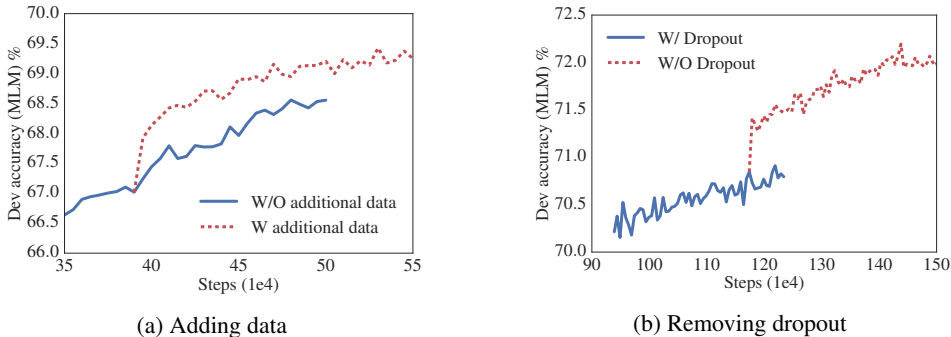 Dev accuracy (MLM) %
70.0
69.5
69.0
68.5
68.0
67.5
67.0
66.5
66.0
W/O additional data
W additional data
35 40 45 50 55
Steps (1e4)
(a) Adding data
Dev accuracy (MLM) %
72.5
72.0
71.5
71.0
70.5
70.0
W/ Dropout
W/O Dropout
90 100 110 120 130 140 150
Steps (1e4)
(b) Removing dropout